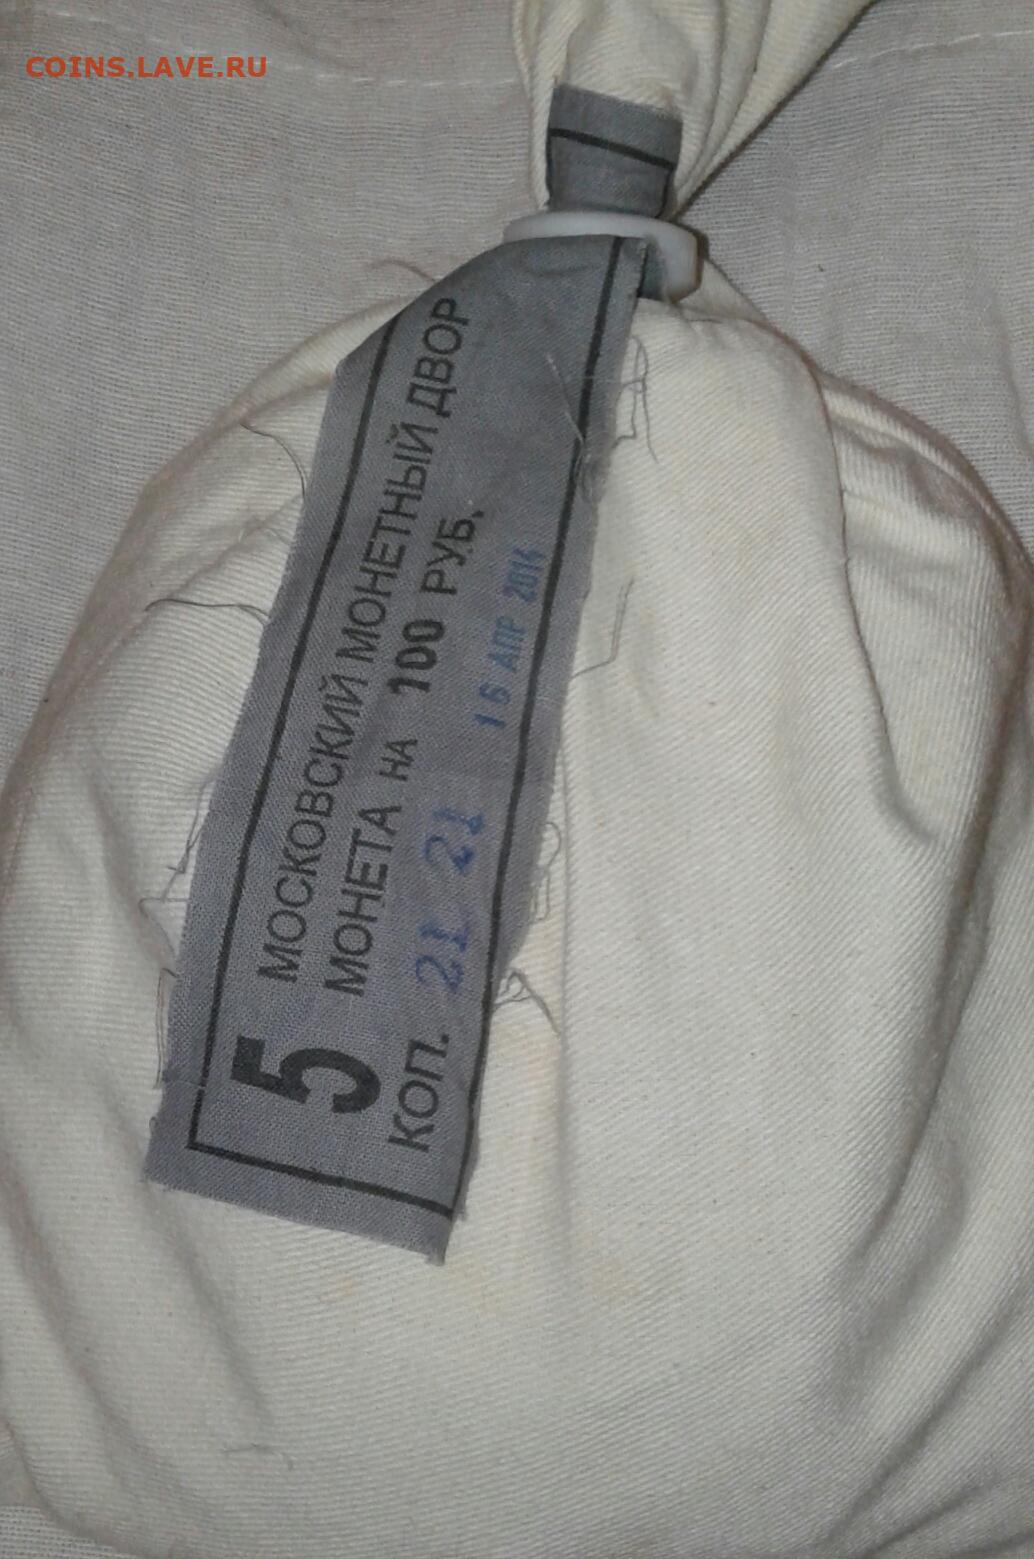 COINS.LAVE.RU
МОСКОВСКИЙ МОНЕТНЫЙ ДВОР
5 МОНЕТА НА 100 РУБ.
КОП. 21 21 16 АПР 2014